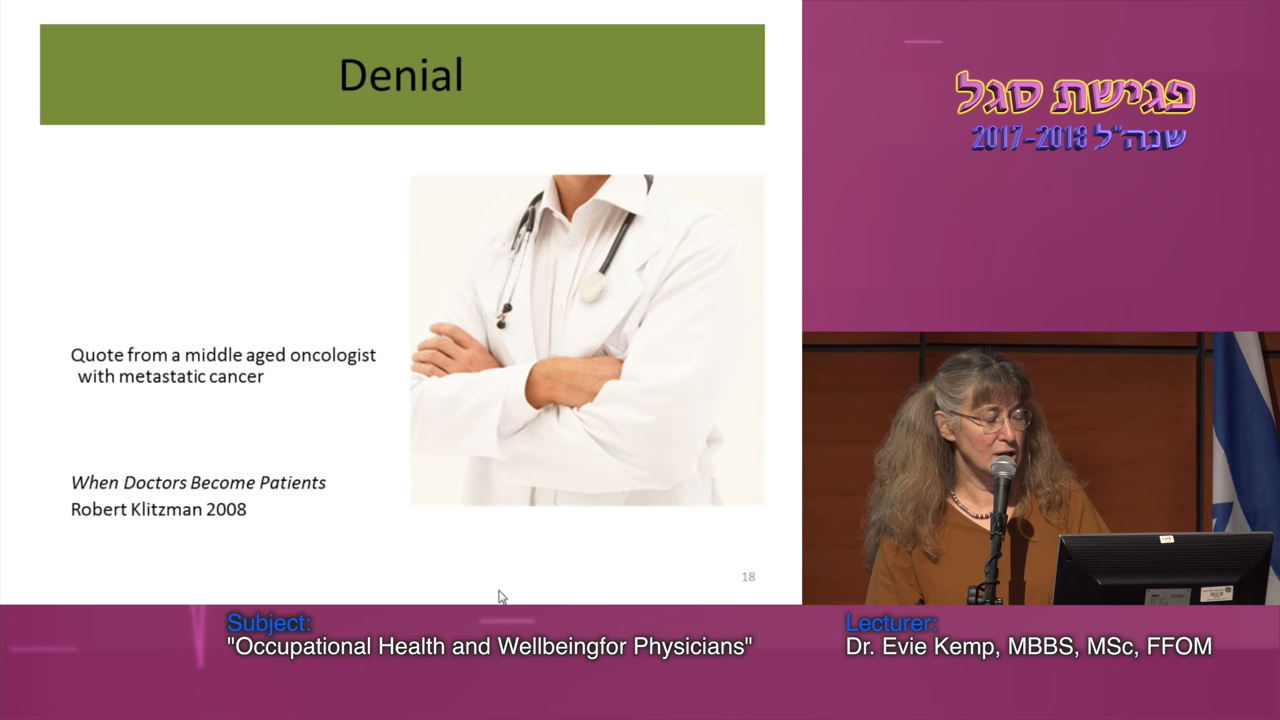 Denial
Quote from a middle aged oncologist
with metastatic cancer
When Doctors Become Patients
Robert Klitzman 2008
18
פגישת סגל
שנה"ל 2017-2018
Subject:
"Occupational Health and Wellbeingfor Physicians"
Lecturer:
Dr. Evie Kemp, MBBS, MSc, FFOM